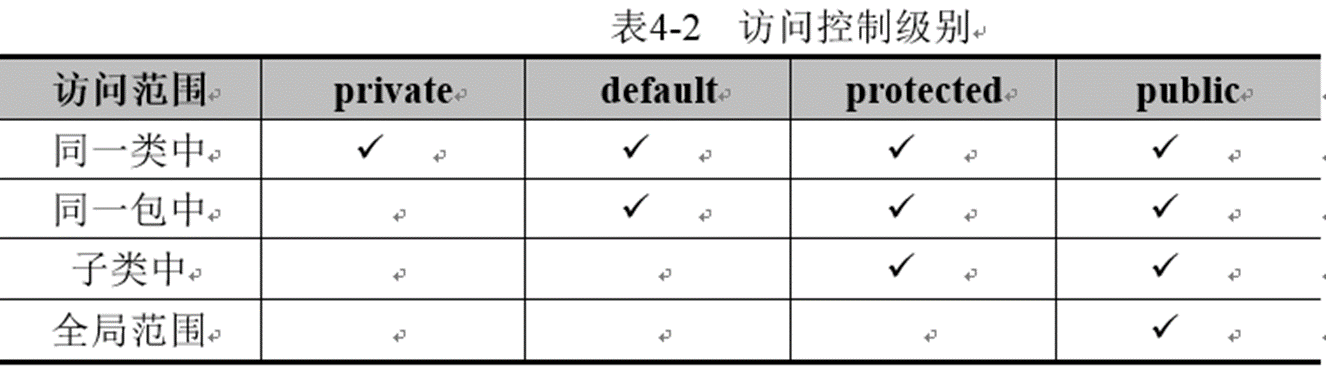 表4-2 访问控制级别
访问范围 private default protected public
同一类中 ✓ ✓ ✓ ✓
同一包中 ✓ ✓ ✓
子类中 ✓ ✓
全局范围 ✓